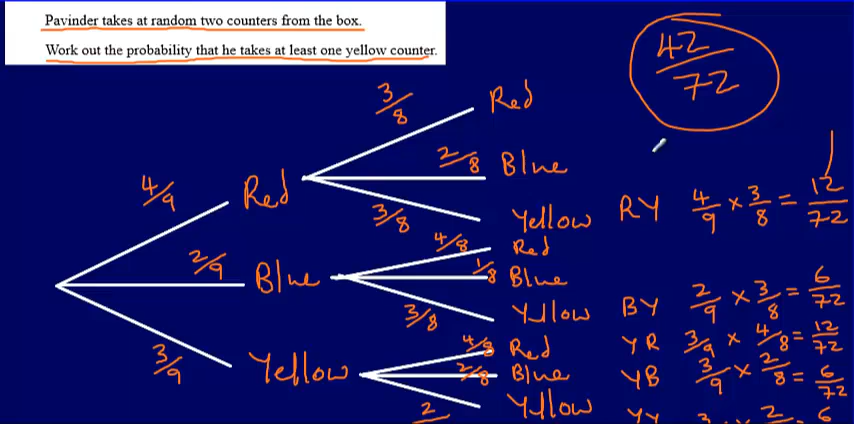 Pavinder takes at random two counters from the box.
Work out the probability that he takes at least one yellow counter.
42/72
3/8 Red
4/9 Red 2/8 Blue
3/8 Yellow RY 4/9 × 3/8 = 12/72
4/8 Red
2/9 Blue 1/8 Blue
3/8 Yellow BY 2/9 × 3/8 = 6/72
4/8 Red YR 3/9 × 4/8 = 12/72
3/9 Yellow 2/8 Blue YB 3/9 × 2/8 = 6/72
2 Yellow YY 3 × 2 = 6